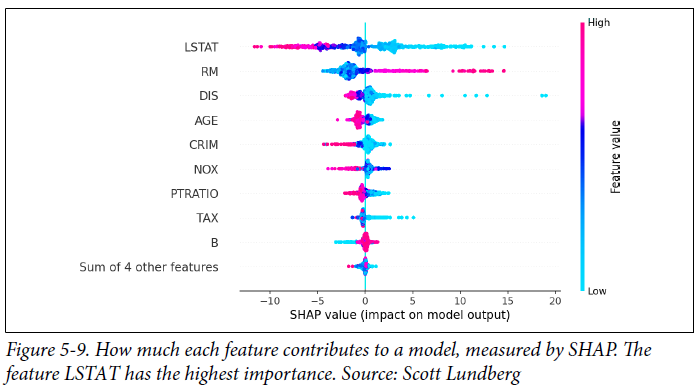 High
LSTAT
RM
DIS
AGE
CRIM
NOX
PTRATIO
TAX
B
Sum of 4 other features
Feature value
Low
−10 −5 0 5 10 15 20
SHAP value (impact on model output)
Figure 5-9. How much each feature contributes to a model, measured by SHAP. The
feature LSTAT has the highest importance. Source: Scott Lundberg